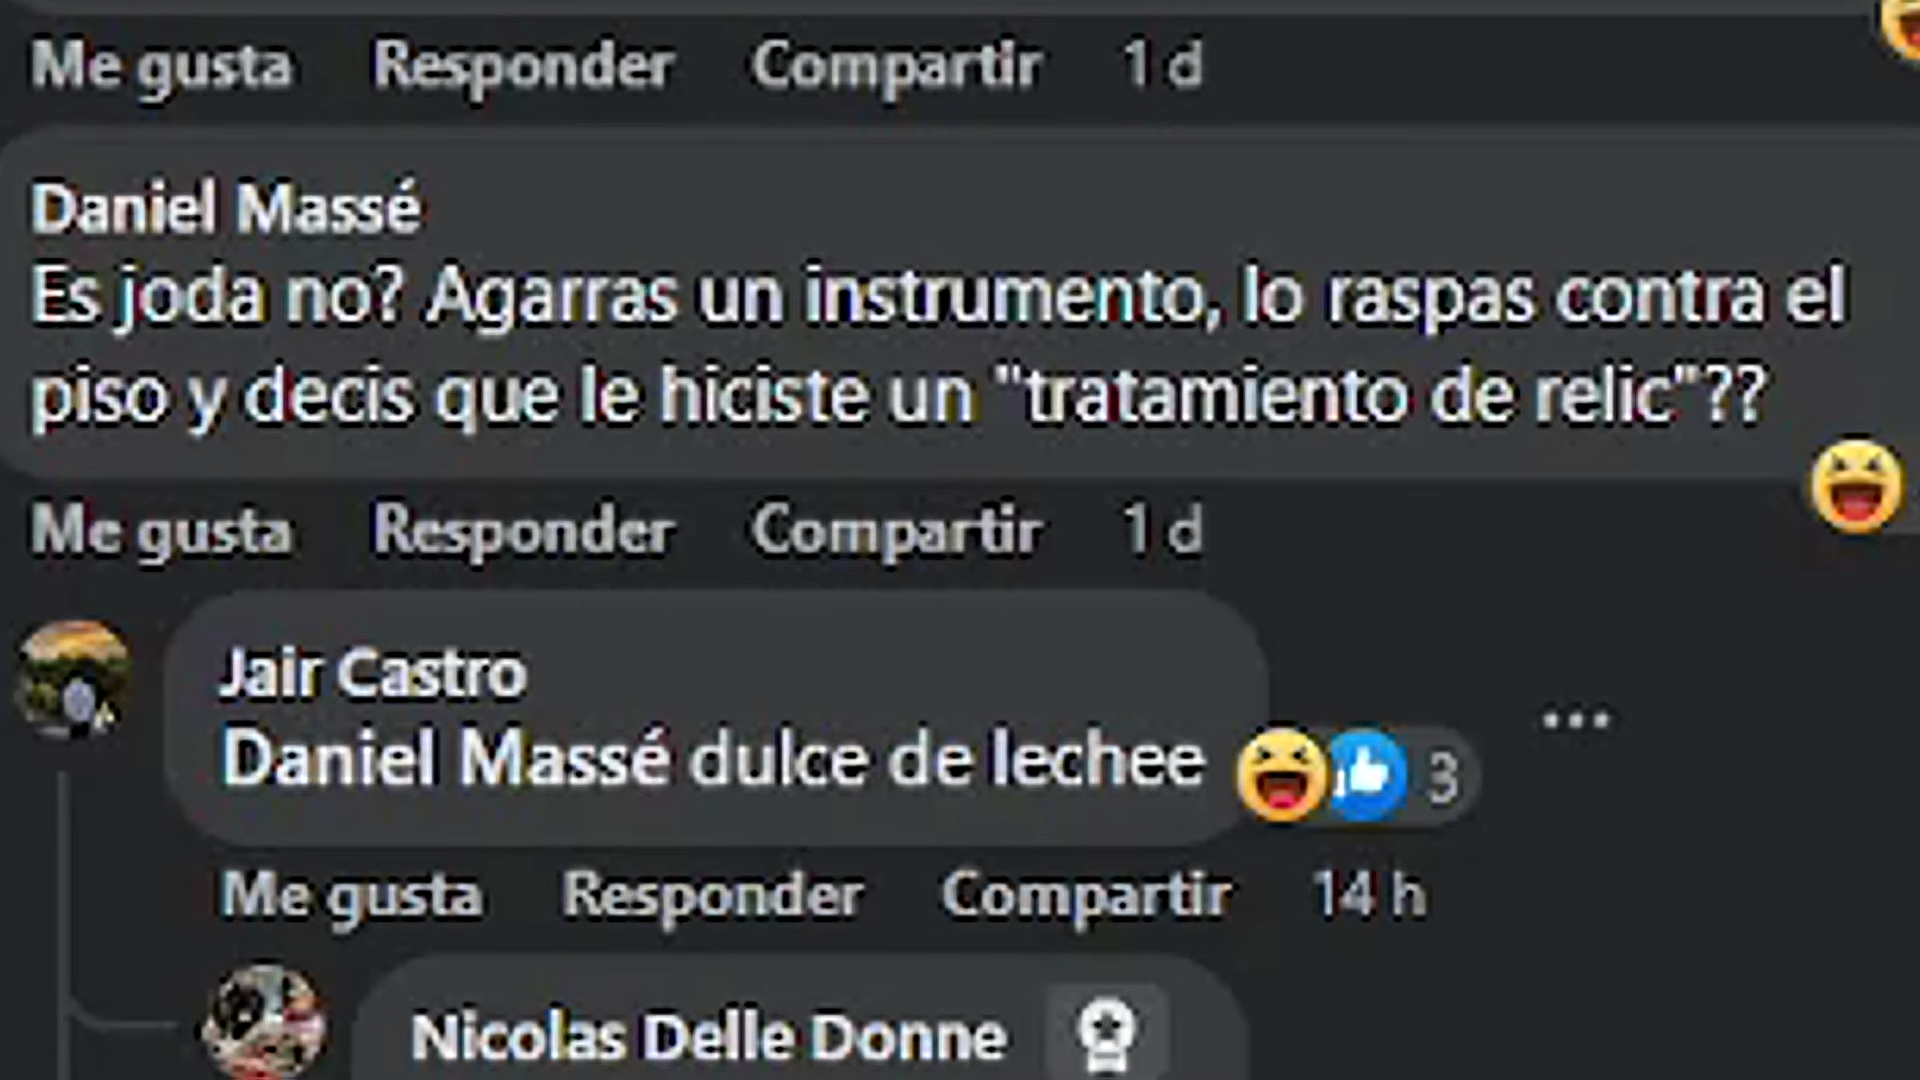 Me gusta Responder Compartir 1 d
Daniel Massé
Es joda no? Agarras un instrumento, lo raspas contra el
piso y decis que le hiciste un "tratamiento de relic"??
Me gusta Responder Compartir 1 d
Jair Castro
Daniel Massé dulce de lechee
3
Me gusta Responder Compartir 14 h
Nicolas Delle Donne